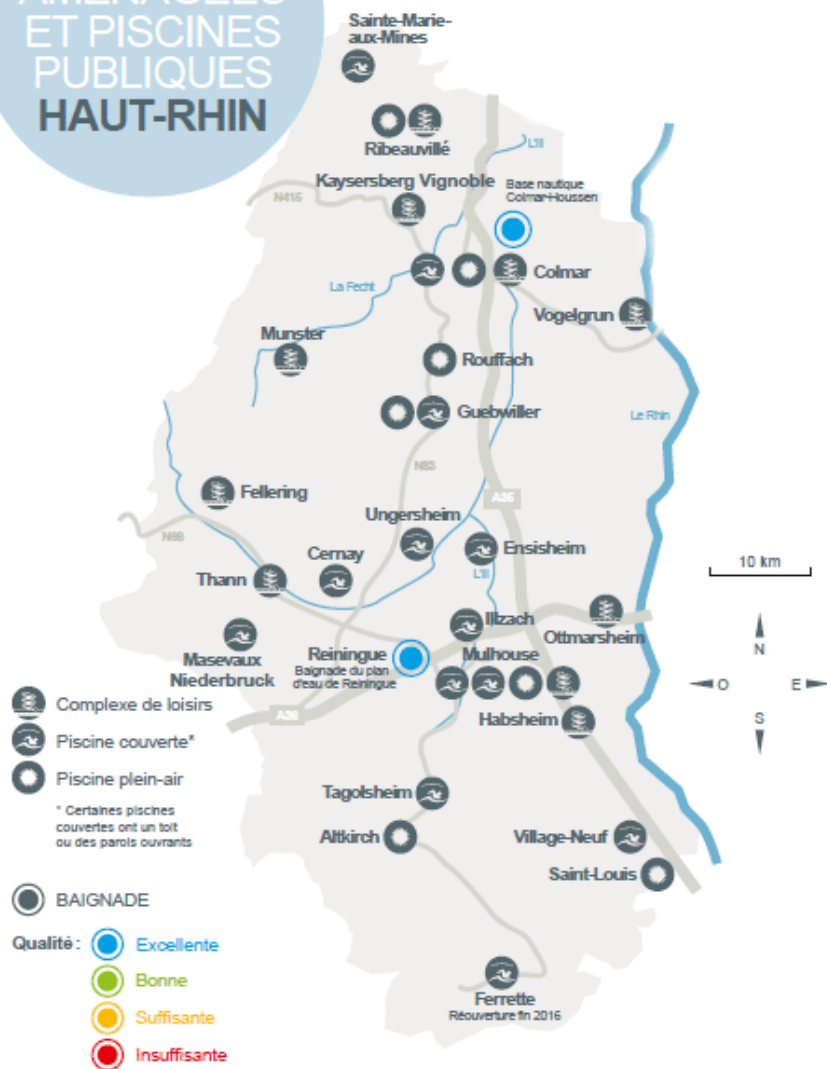 AMÉNAGÉES
ET PISCINES
PUBLIQUES
HAUT-RHIN
Sainte-Marie-
aux-Mines
Ribeauvillé
L'Ill
Kaysersberg Vignoble
Base nautique
Colmar-Houssen
N415
Colmar
La Fecht
Vogelgrun
Munster
Rouffach
Guebwiller
Le Rhin
N83
Fellering
A35
Ungersheim
N66
Cernay
Ensisheim
Thann
L'Ill
10 km
Illzach
Ottmarsheim
Masevaux
Niederbruck
Reiningue
Baignade du plan
d'eau de Reiningue
Mulhouse
N
O
E
S
Habsheim
A36
Complexe de loisirs
Piscine couverte*
Piscine plein-air
* Certaines piscines
couvertes ont un toit
ou des parois ouvrants
Tagolsheim
Altkirch
Village-Neuf
Saint-Louis
BAIGNADE
Qualité :
Excellente
Bonne
Suffisante
Insuffisante
Ferrette
Réouverture fin 2016